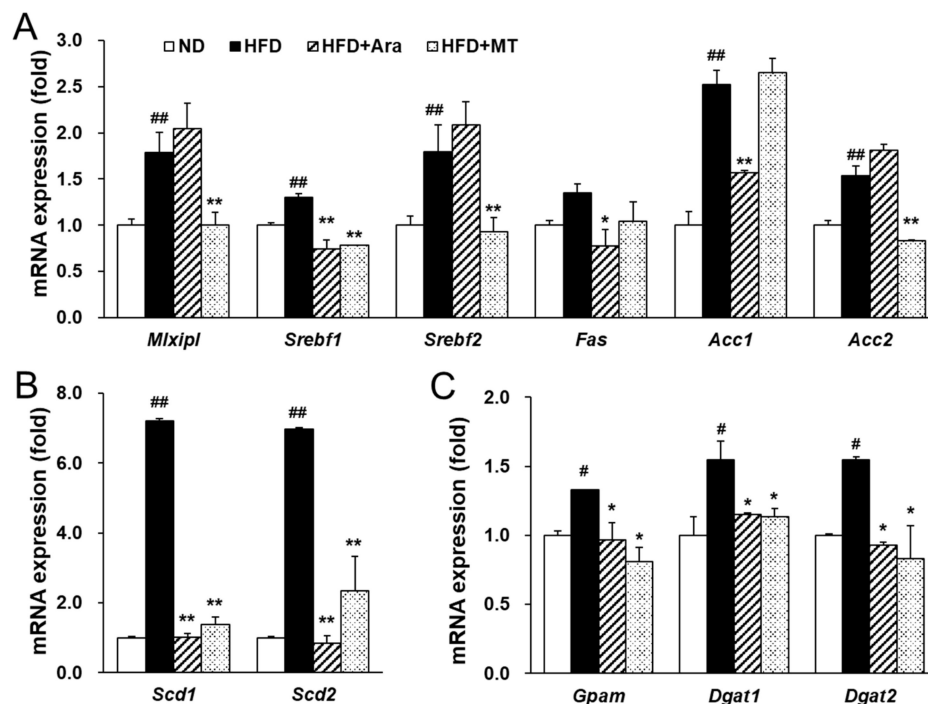 A
ND HFD HFD+Ara HFD+MT
mRNA expression (fold)
3.0
2.5
2.0
1.5
1.0
0.5
0.0
## ** ## ** ** ## ** * ## ** ## **
Mlxipl Srebf1 Srebf2 Fas Acc1 Acc2
B
mRNA expression (fold)
8.0
6.0
4.0
2.0
0.0
## ** ** ## ** **
Scd1 Scd2
C
mRNA expression (fold)
2.0
1.5
1.0
0.5
0.0
# * * # * * # * *
Gpam Dgat1 Dgat2